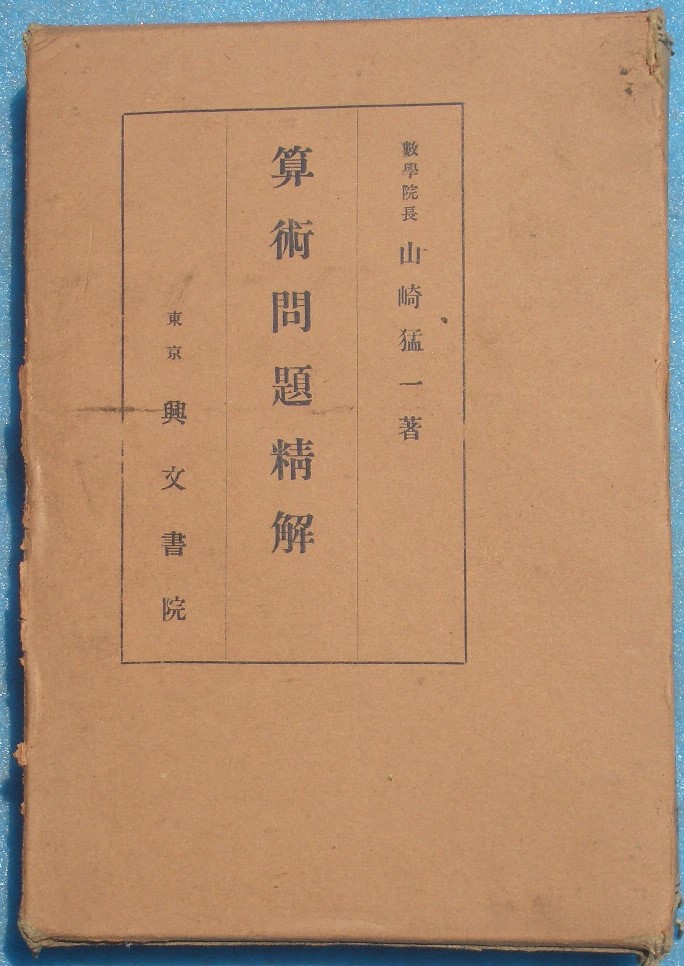 數學院長 山崎猛一著
算術問題精解
東京 興文書院